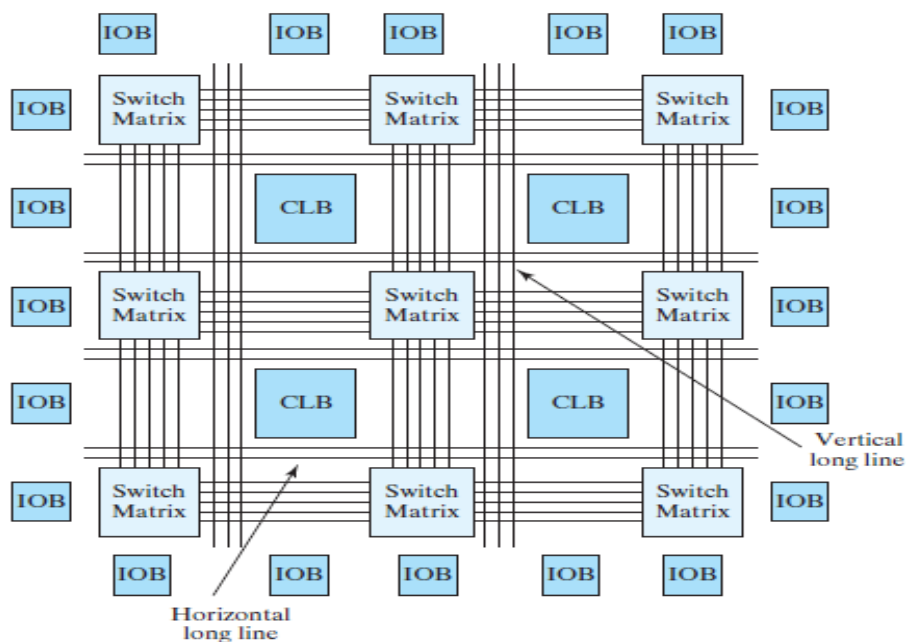 IOB IOB IOB IOB IOB
IOB Switch Matrix Switch Matrix Switch Matrix IOB
IOB CLB CLB IOB
IOB Switch Matrix Switch Matrix Switch Matrix IOB
IOB CLB CLB IOB
Vertical
long line
IOB Switch Matrix Switch Matrix Switch Matrix IOB
IOB IOB IOB IOB IOB
Horizontal
long line